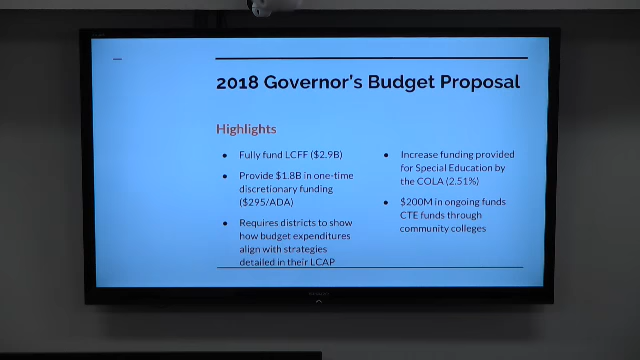 2018 Governor's Budget Proposal
Highlights
● Fully fund LCFF ($2.9B)
● Provide $1.8B in one-time
discretionary funding
($295/ADA)
● Requires districts to show
how budget expenditures
align with strategies
detailed in their LCAP
● Increase funding provided
for Special Education by
the COLA (2.51%)
● $200M in ongoing funds
CTE funds through
community colleges